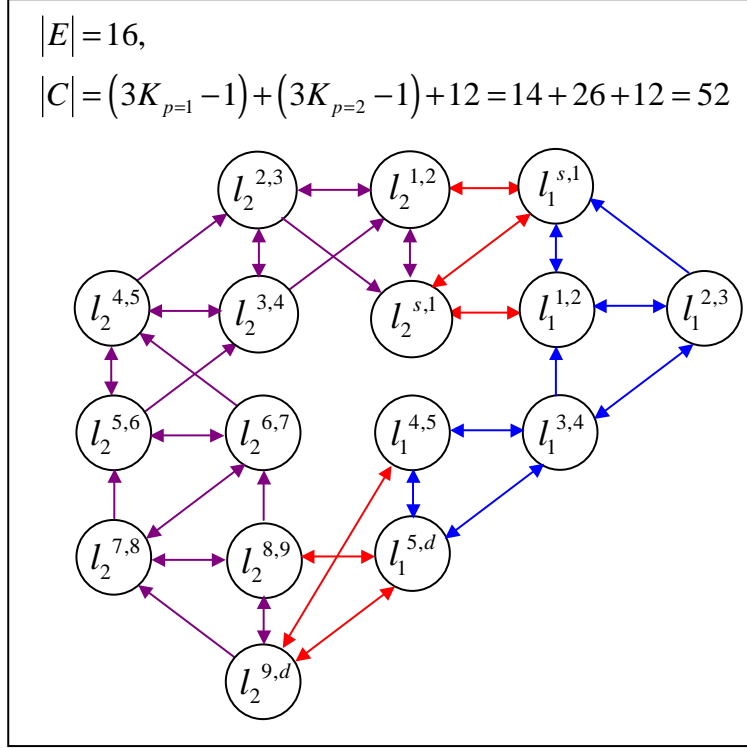 |E| = 16,
|C| = (3K_{p=1} − 1) + (3K_{p=2} − 1) + 12 = 14 + 26 + 12 = 52
l_2^{2,3} l_2^{1,2} l_1^{s,1}
l_2^{4,5} l_2^{3,4} l_2^{s,1} l_1^{1,2} l_1^{2,3}
l_2^{5,6} l_2^{6,7} l_1^{4,5} l_1^{3,4}
l_2^{7,8} l_2^{8,9} l_1^{5,d}
l_2^{9,d}